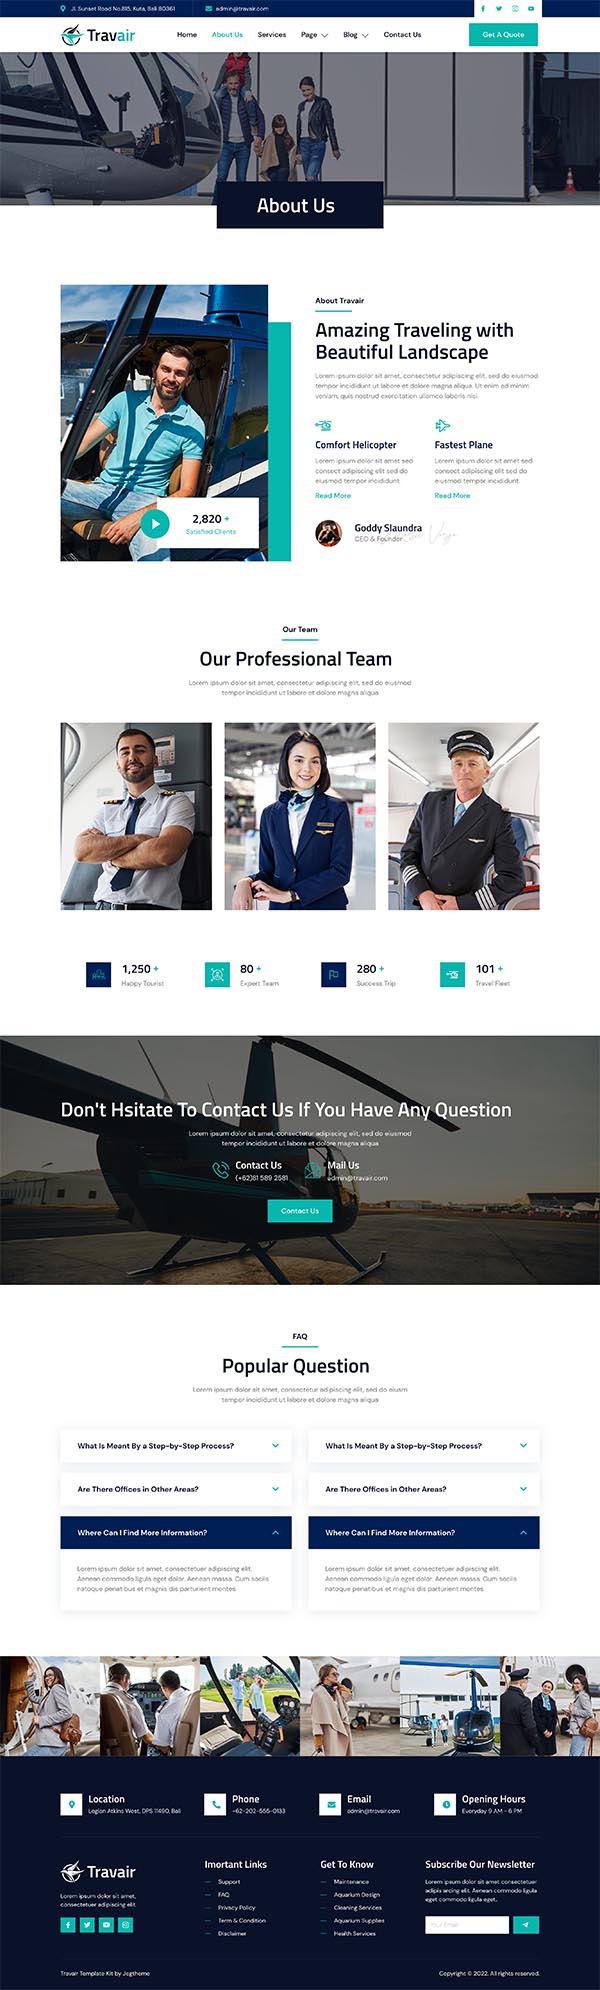 Jl. Sunset Road No.815, Kuta, Bali 80361
admin@travair.com
Travair
Home
About Us
Services
Page
Blog
Contact Us
Get A Quote
About Us
About Travair
Amazing Traveling with
Beautiful Landscape
Lorem ipsum dolor sit amet, consectetur adipiscing elit, sed do eiusmod
tempor incididunt ut labore et dolore magna aliqua. Ut enim ad minim
veniam, quis nostrud exercitation ullamco laboris nisi
Comfort Helicopter
Lorem ipsum dolor sit amet
consect adipiscing elit sed
eiusmod tempor incididunt
Read More
Fastest Plane
Lorem ipsum dolor sit amet
consect adipiscing elit sed
eiusmod tempor incididunt
Read More
2,820 +
Satisfied Clients
Goddy Slaundra
CEO & Founder
Our Team
Our Professional Team
Lorem ipsum dolor sit amet, consectetur adipiscing elit, sed do eiusmod
tempor incididunt ut labore et dolore magna aliqua
1,250 +
Happy Tourist
80 +
Expert Team
280 +
Success Trip
101 +
Travel Fleet
Don't Hsitate To Contact Us If You Have Any Question
Lorem ipsum dolor sit amet, consectetur adipiscing elit, sed do eiusmod
tempor incididunt ut labore et dolore magna aliqua
Contact Us
(+62)81 589 2581
Mail Us
admin@travair.com
Contact Us
FAQ
Popular Question
Lorem ipsum dolor sit amet, consectetur adipiscing elit, sed do eiusm
tempor incididunt ut labore et dolore magna aliqua
What Is Meant By a Step-by-Step Process?
Are There Offices in Other Areas?
Where Can I Find More Information?
Lorem ipsum dolor sit amet, consectetuer adipiscing elit.
Aenean commodo ligula eget dolor. Aenean massa. Cum sociis
natoque penatibus et magnis dis parturient montes
What Is Meant By a Step-by-Step Process?
Are There Offices in Other Areas?
Where Can I Find More Information?
Lorem ipsum dolor sit amet, consectetuer adipiscing elit.
Aenean commodo ligula eget dolor. Aenean massa. Cum sociis
natoque penatibus et magnis dis parturient montes
Location
Legian Atkins West, DPS 11490, Bali
Phone
+62-202-555-0133
Email
admin@travair.com
Opening Hours
Everyday 9 AM - 6 PM
Travair
Lorem ipsum dolor sit amet,
consectetuer adipiscing elit.
Imortant Links
Support
FAQ
Privacy Policy
Term & Condition
Disclaimer
Get To Know
Maintenance
Aquarium Design
Cleaning Services
Aquarium Supplies
Health Services
Subscribe Our Newsletter
Lorem ipsum dolor sit amet, consectetuer
adipis arcing elit. Aenean commodo ligula
eget commodo ligula eget..
Your Email
Travair Template Kit by Jegtheme
Copyright © 2022. All rights reserved.